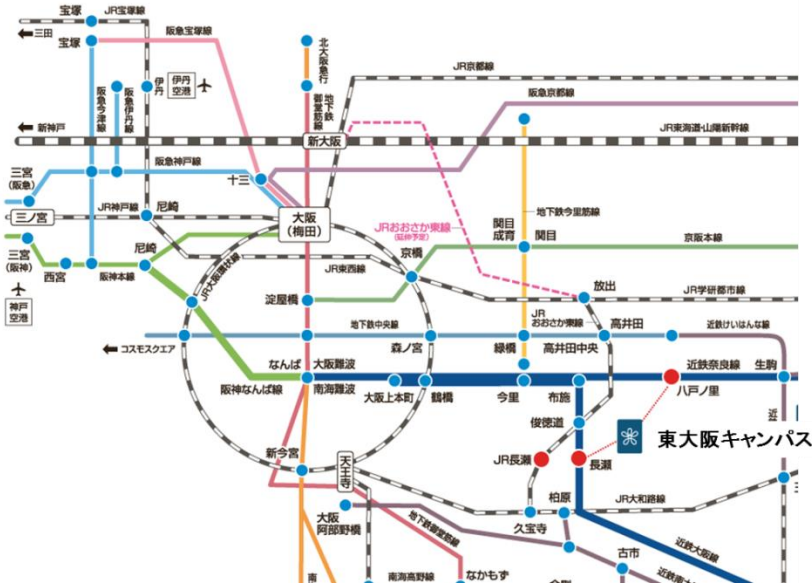 宝塚
JR宝塚線
三田
宝塚
阪急宝塚線
北大阪急行
地下鉄御堂筋線
JR京都線
阪急今津線
阪急伊丹線
伊丹
伊丹空港
阪急京都線
新神戸
新大阪
JR東海道・山陽新幹線
三宮
(阪急)
阪急神戸線
十三
三ノ宮
JR神戸線
尼崎
大阪
(梅田)
地下鉄今里筋線
JRおおさか東線
(延伸予定)
関目
成育
関目
京阪本線
三宮
(阪神)
尼崎
京橋
西宮
阪神本線
JR大阪環状線
JR東西線
放出
JR学研都市線
神戸
空港
淀屋橋
JR
おおさか東線
高井田
地下鉄中央線
近鉄けいはんな線
コスモスクエア
森ノ宮
緑橋
高井田中央
なんば
大阪難波
近鉄奈良線
生駒
阪神なんば線
南海難波
大阪上本町
鶴橋
今里
布施
八戸ノ里
俊徳道
東大阪キャンパス
新今宮
天王寺
JR長瀬
長瀬
柏原
JR大和路線
大阪
阿部野橋
地下鉄御堂筋線
久宝寺
近鉄大阪線
古市
南海高野線
なかもず
南